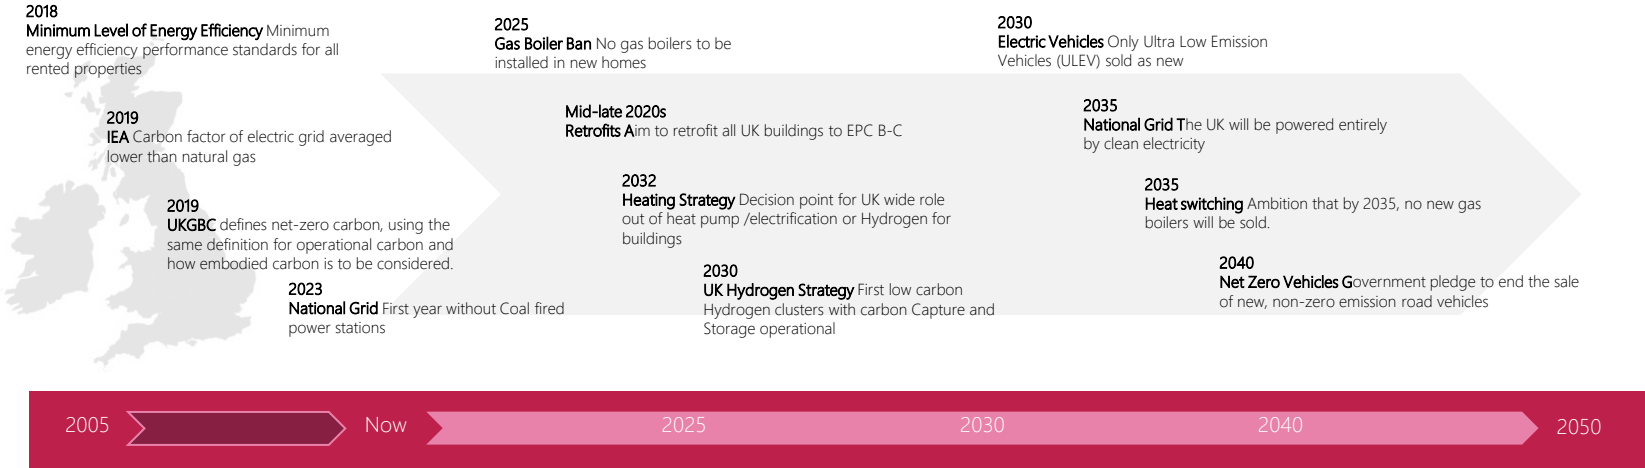 2018
Minimum Level of Energy Efficiency Minimum
energy efficiency performance standards for all
rented properties
2019
IEA Carbon factor of electric grid averaged
lower than natural gas
2019
UKGBC defines net-zero carbon, using the
same definition for operational carbon and
how embodied carbon is to be considered.
2023
National Grid First year without Coal fired
power stations
2025
Gas Boiler Ban No gas boilers to be
installed in new homes
Mid-late 2020s
Retrofits Aim to retrofit all UK buildings to EPC B-C
2032
Heating Strategy Decision point for UK wide role
out of heat pump /electrification or Hydrogen for
buildings
2030
UK Hydrogen Strategy First low carbon
Hydrogen clusters with carbon Capture and
Storage operational
2030
Electric Vehicles Only Ultra Low Emission
Vehicles (ULEV) sold as new
2035
National Grid The UK will be powered entirely
by clean electricity
2035
Heat switching Ambition that by 2035, no new gas
boilers will be sold.
2040
Net Zero Vehicles Government pledge to end the sale
of new, non-zero emission road vehicles
2005
Now
2025
2030
2040
2050